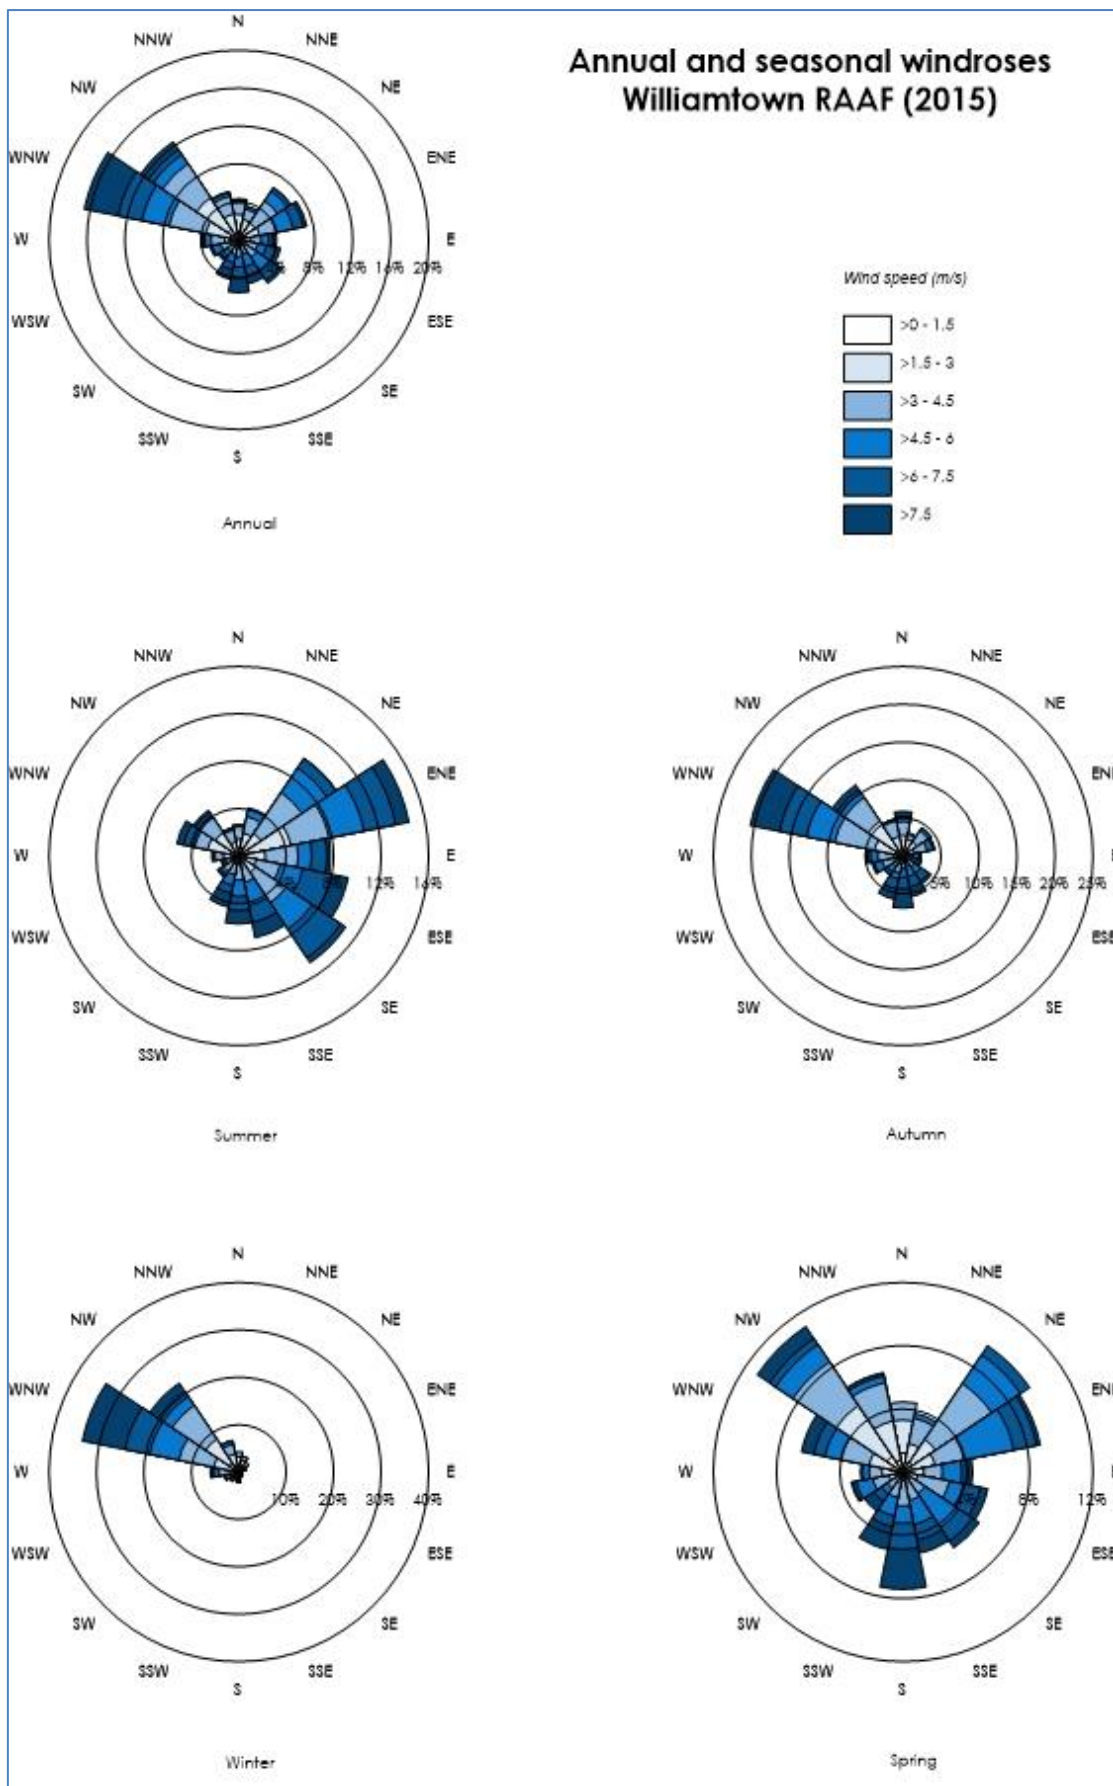 Annual and seasonal windroses
Williamtown RAAF (2015)
N
NNW NNE
NW NE
WNW ENE
W E
8% 12% 16% 20%
WSW ESE
SW SE
SSW SSE
S
Annual
Wind speed (m/s)
>0 - 1.5
>1.5 - 3
>3 - 4.5
>4.5 - 6
>6 - 7.5
>7.5
N
NNW NNE
NW NE
WNW ENE
W E
12% 16%
WSW ESE
SW SE
SSW SSE
S
Summer
N
NNW NNE
NW NE
WNW EN
W
5% 10% 15% 20% 25%
WSW ESE
SW SE
SSW SSE
S
Autumn
N
NNW NNE
NW NE
WNW ENE
W E
10% 20% 30% 40%
WSW ESE
SW SE
SSW SSE
S
Winter
N
NNW NNE
NW NE
WNW EN
W
8% 12%
WSW ESE
SW SE
SSW SSE
S
Spring